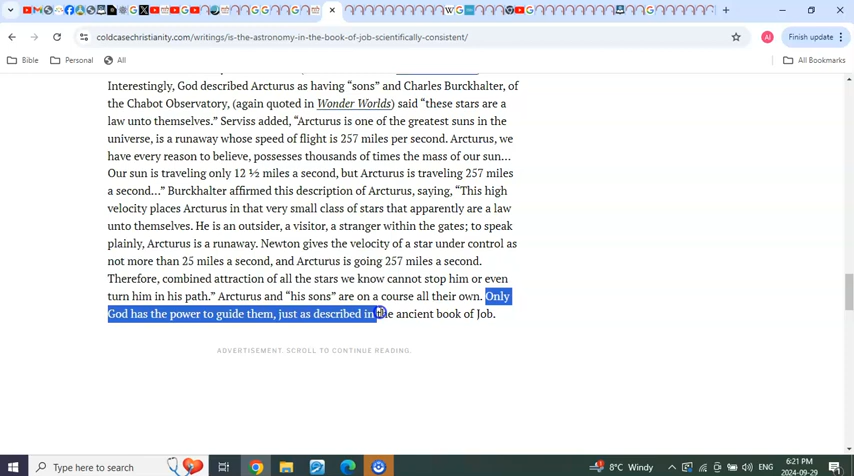 coldcasechristianity.com/writings/is-the-astronomy-in-the-book-of-job-scientifically-consistent/
AI
Finish update
Bible
Personal
All
All Bookmarks
Interestingly, God described Arcturus as having “sons” and Charles Burckhalter, of
the Chabot Observatory, (again quoted in Wonder Worlds) said “these stars are a
law unto themselves.” Serviss added, “Arcturus is one of the greatest suns in the
universe, is a runaway whose speed of flight is 257 miles per second. Arcturus, we
have every reason to believe, possesses thousands of times the mass of our sun…
Our sun is traveling only 12 ½ miles a second, but Arcturus is traveling 257 miles
a second…” Burckhalter affirmed this description of Arcturus, saying, “This high
velocity places Arcturus in that very small class of stars that apparently are a law
unto themselves. He is an outsider, a visitor, a stranger within the gates; to speak
plainly, Arcturus is a runaway. Newton gives the velocity of a star under control as
not more than 25 miles a second, and Arcturus is going 257 miles a second.
Therefore, combined attraction of all the stars we know cannot stop him or even
turn him in his path.” Arcturus and “his sons” are on a course all their own. Only
God has the power to guide them, just as described in the ancient book of Job.
ADVERTISEMENT. SCROLL TO CONTINUE READING.
Type here to search
8°C Windy
ENG
6:21 PM
2024-09-29